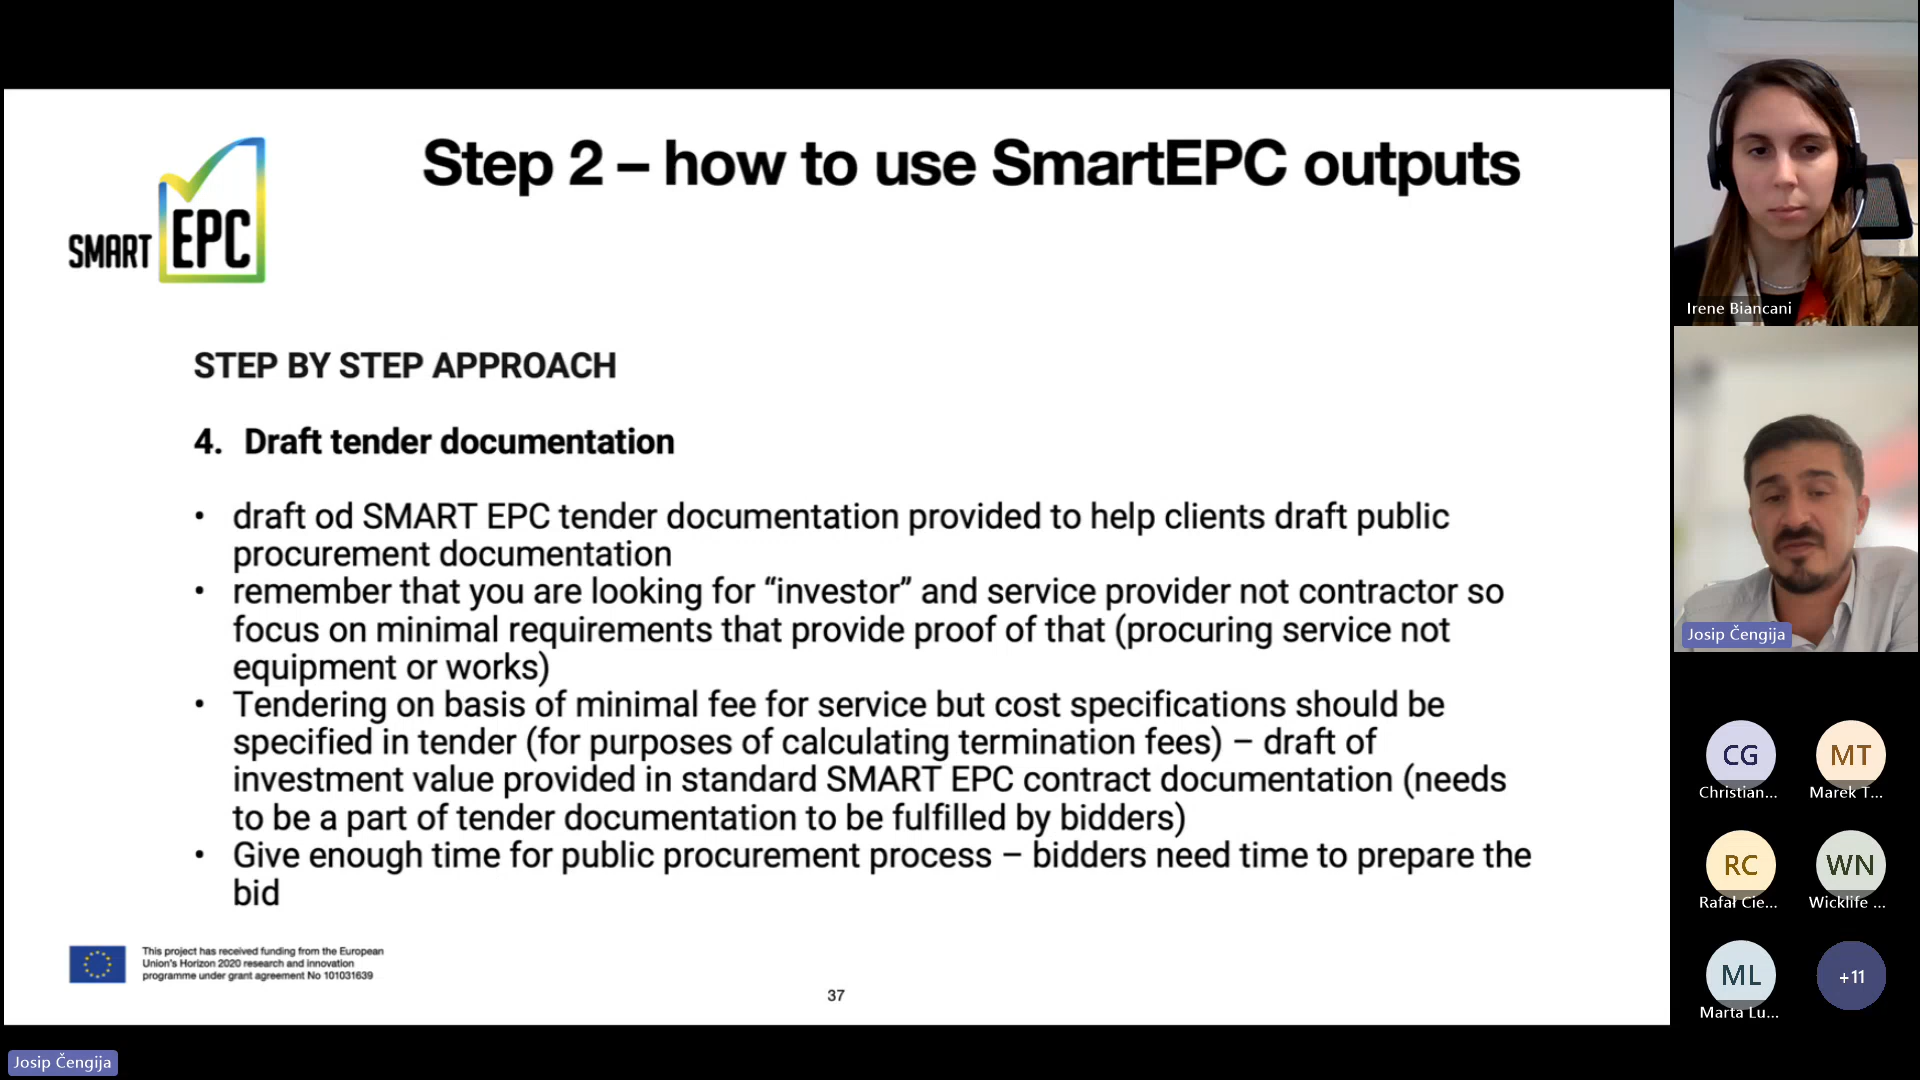 Step 2 – how to use SmartEPC outputs
SMART EPC
STEP BY STEP APPROACH
4. Draft tender documentation
• draft od SMART EPC tender documentation provided to help clients draft public
procurement documentation
• remember that you are looking for “investor” and service provider not contractor so
focus on minimal requirements that provide proof of that (procuring service not
equipment or works)
• Tendering on basis of minimal fee for service but cost specifications should be
specified in tender (for purposes of calculating termination fees) – draft of
investment value provided in standard SMART EPC contract documentation (needs
to be a part of tender documentation to be fulfilled by bidders)
• Give enough time for public procurement process – bidders need time to prepare the
bid
This project has received funding from the European
Union's Horizon 2020 research and innovation
programme under grant agreement No 101031639
37
Josip Čengija
Irene Biancani
Josip Čengija
CG
Christian...
MT
Marek T...
RC
Rafał Cie...
WN
Wicklife ...
ML
Marta Lu...
+11